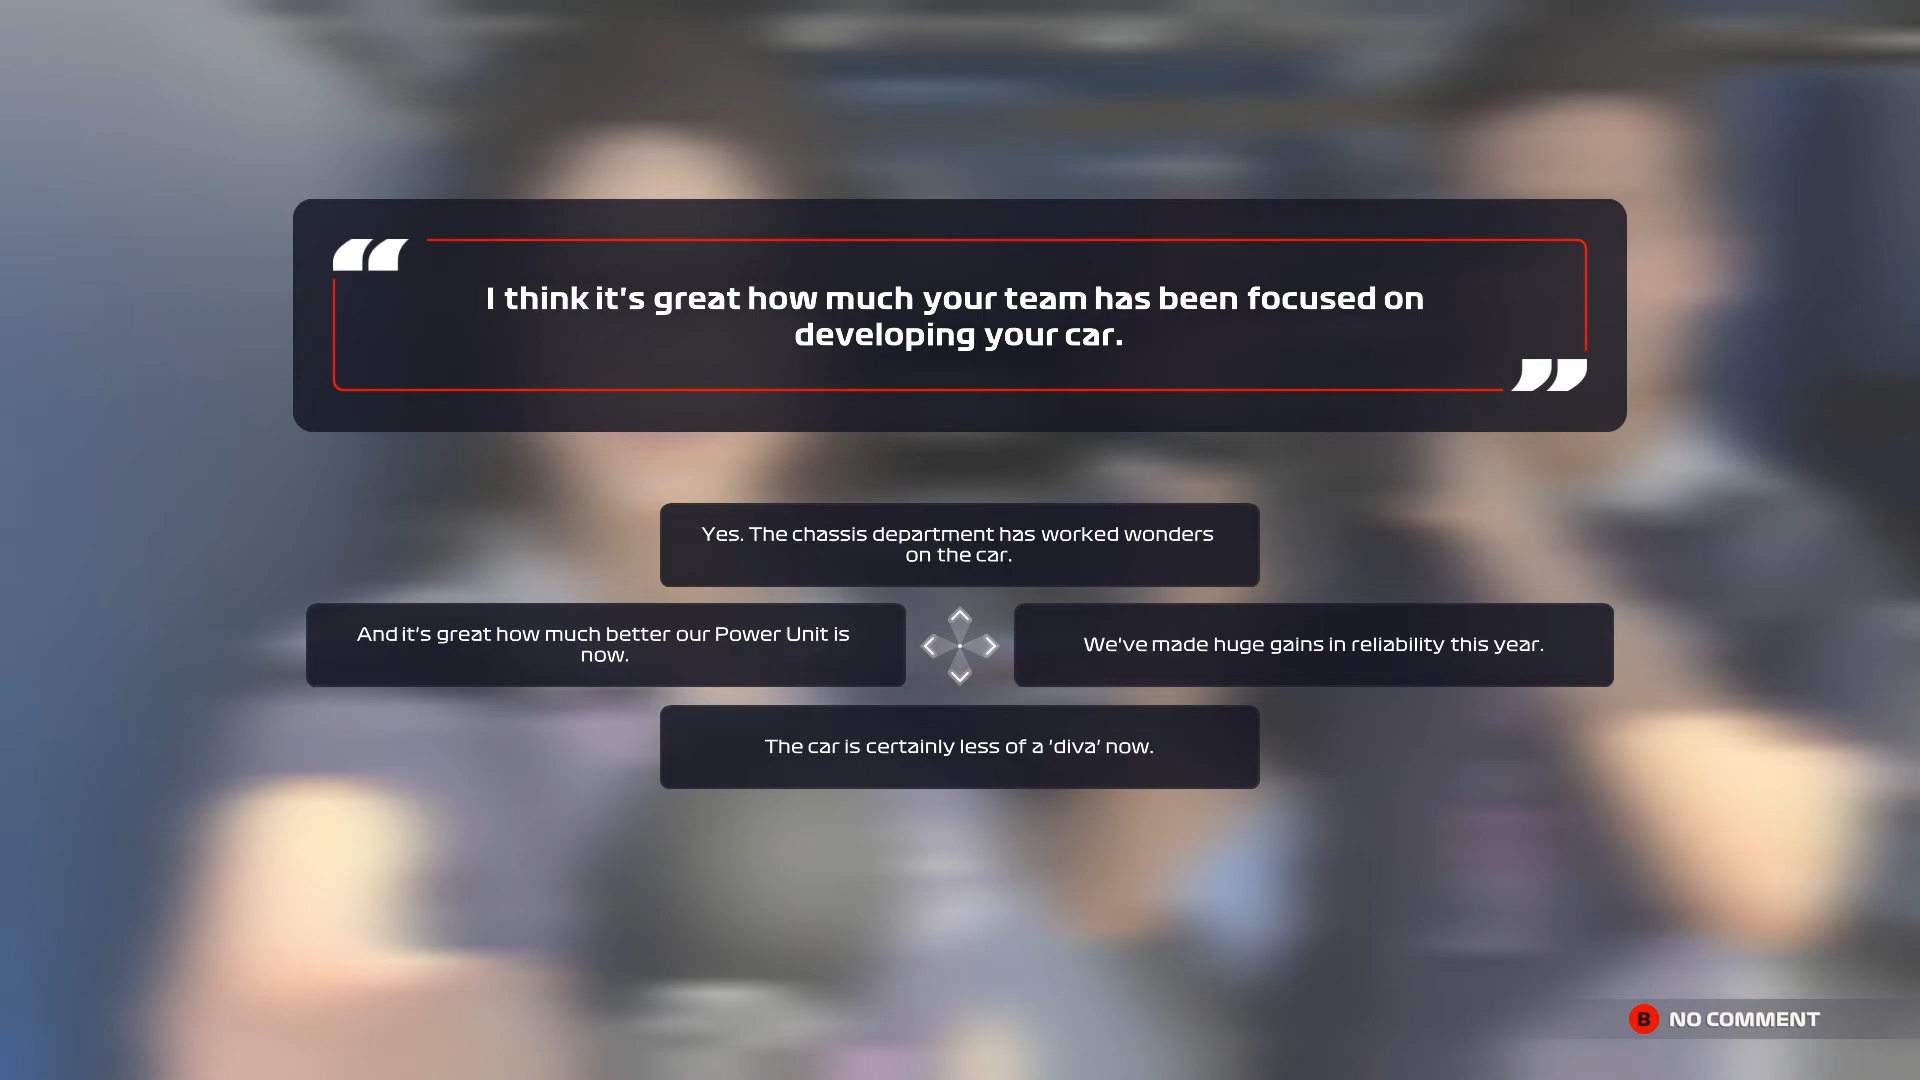 I think it's great how much your team has been focused on
developing your car.
Yes. The chassis department has worked wonders
on the car.
And it's great how much better our Power Unit is
now.
We've made huge gains in reliability this year.
The car is certainly less of a 'diva' now.
B NO COMMENT